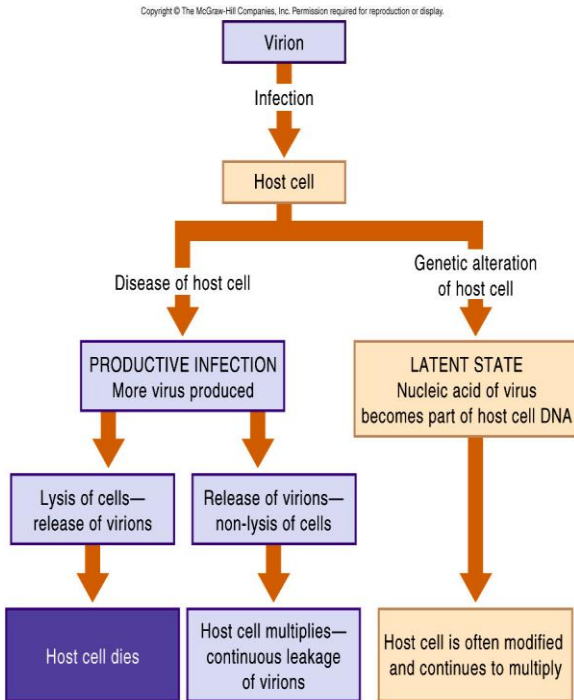 Copyright © The McGraw-Hill Companies, Inc. Permission required for reproduction or display.
Virion
Infection
Host cell
Disease of host cell
Genetic alteration
of host cell
PRODUCTIVE INFECTION
More virus produced
LATENT STATE
Nucleic acid of virus
becomes part of host cell DNA
Lysis of cells—
release of virions
Release of virions—
non-lysis of cells
Host cell dies
Host cell multiplies—
continuous leakage
of virions
Host cell is often modified
and continues to multiply